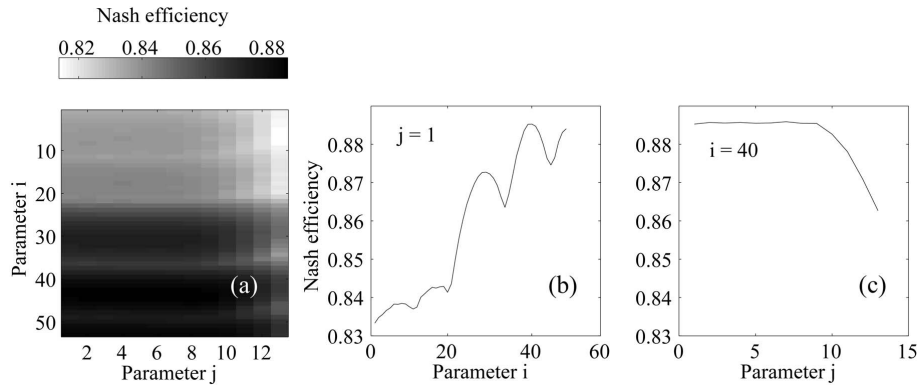 Nash efficiency
0.82 0.84 0.86 0.88
Parameter i
10
20
30
40
50
(a)
2 4 6 8 10 12
Parameter j
Nash efficiency
0.88
0.87
0.86
0.85
0.84
0.83
j = 1
(b)
0 20 40 60
Parameter i
0.88
0.87
0.86
0.85
0.84
0.83
i = 40
(c)
0 5 10 15
Parameter j